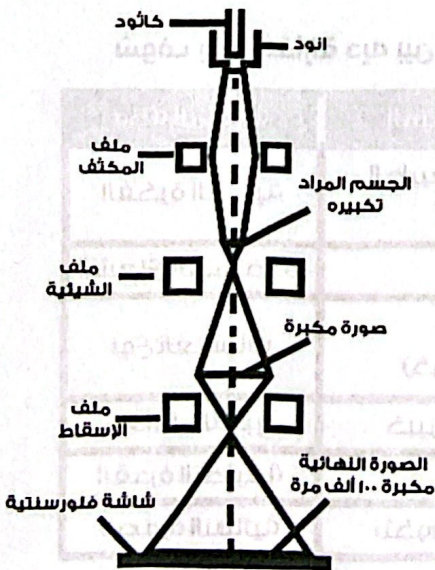 كاثود
انود
ملف
المكثف
الجسم المراد
تكبيره
ملف
الشيئية
صورة مكبرة
ملف
الإسقاط
الصورة النهائية
مكبرة ١٠٠ ألف مرة
شاشة فلورسنتية